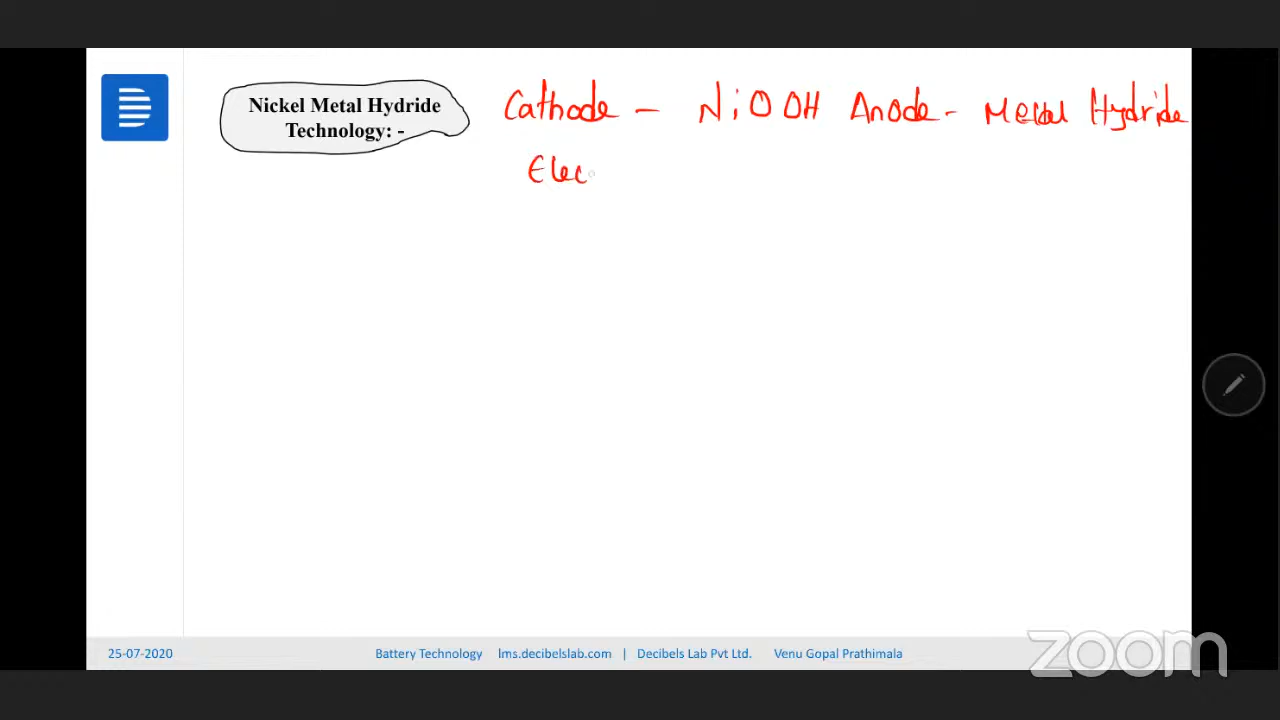 Nickel Metal Hydride
Technology: -
Cathode - NiOOH Anode - Metal Hydride
Elec
25-07-2020 Battery Technology lms.decibelslab.com | Decibels Lab Pvt Ltd. Venu Gopal Prathimala
zoom